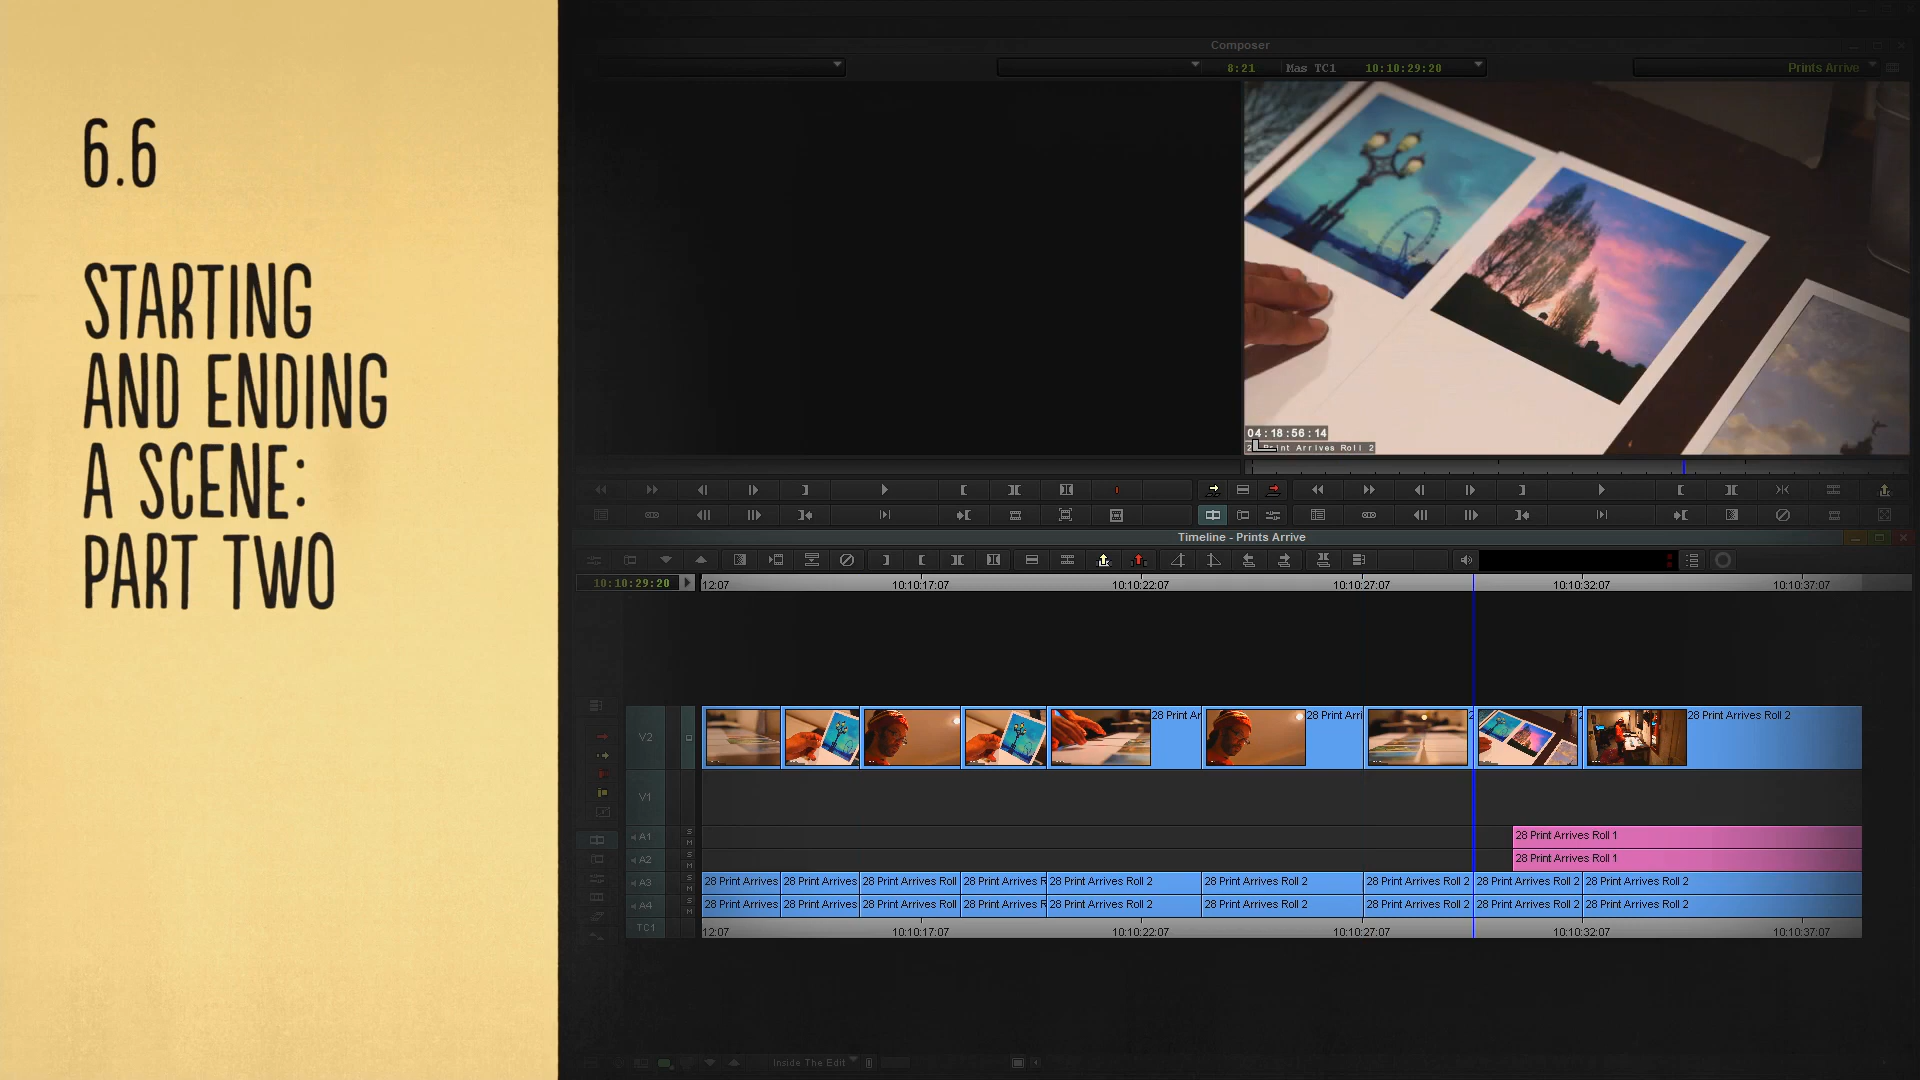 6.6
STARTING
AND ENDING
A SCENE:
PART TWO
Composer
8:21 Mas TC1 10:10:29:20
Prints Arrive
04:18:56:14
nt Arrives Roll 2
Timeline - Prints Arrive
10:10:29:20
12:07 10:10:17:07 10:10:22:07 10:10:27:07 10:10:32:07 10:10:37:07
V2
28 Print Ar 28 Print Arri 28 Print Arrives Roll 2
V1
A1 S M 28 Print Arrives Roll 1
A2 S M 28 Print Arrives Roll 1
A3 S M 28 Print Arrives 28 Print Arrives 28 Print Arrives Roll 28 Print Arrives R 28 Print Arrives Roll 2 28 Print Arrives Roll 2 28 Print Arrives Roll 2 28 Print Arrives Roll 2 28 Print Arrives Roll 2
A4 S M 28 Print Arrives 28 Print Arrives 28 Print Arrives Roll 28 Print Arrives R 28 Print Arrives Roll 2 28 Print Arrives Roll 2 28 Print Arrives Roll 2 28 Print Arrives Roll 2 28 Print Arrives Roll 2
TC1 12:07 10:10:17:07 10:10:22:07 10:10:27:07 10:10:32:07 10:10:37:07
Inside The Edit